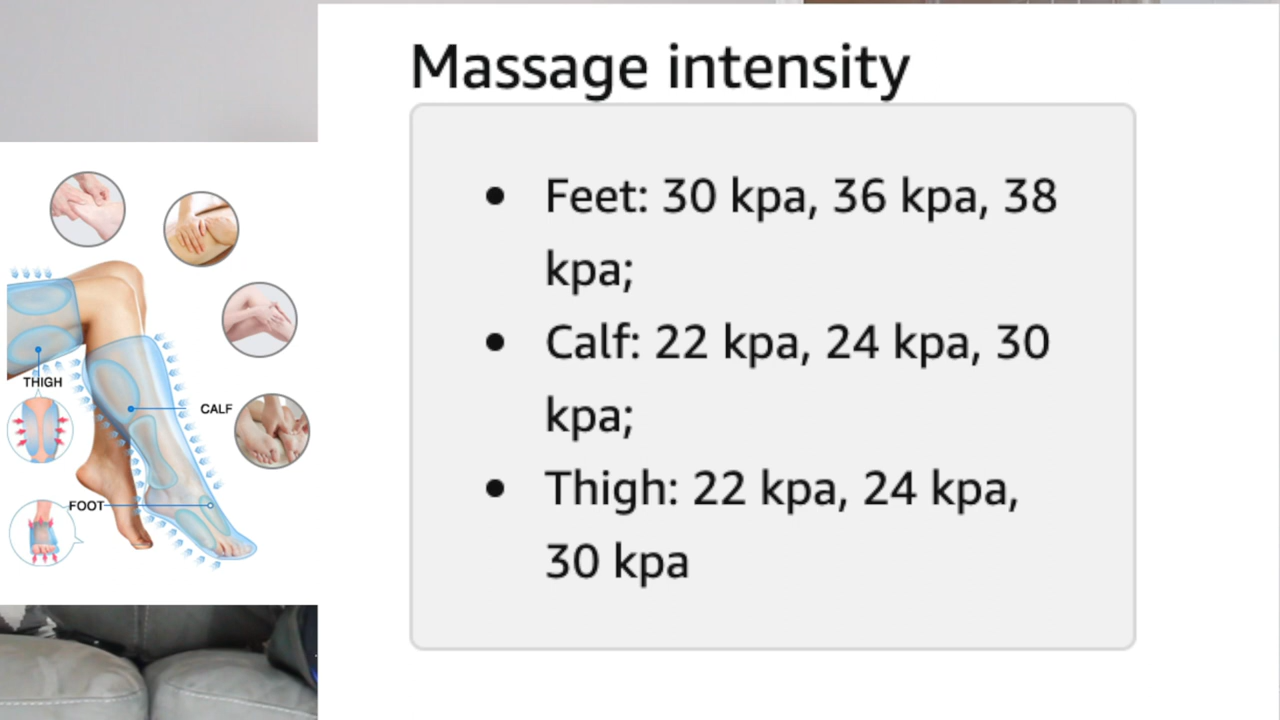 Massage intensity
• Feet: 30 kpa, 36 kpa, 38
kpa;
• Calf: 22 kpa, 24 kpa, 30
kpa;
• Thigh: 22 kpa, 24 kpa,
30 kpa
THIGH
CALF
FOOT